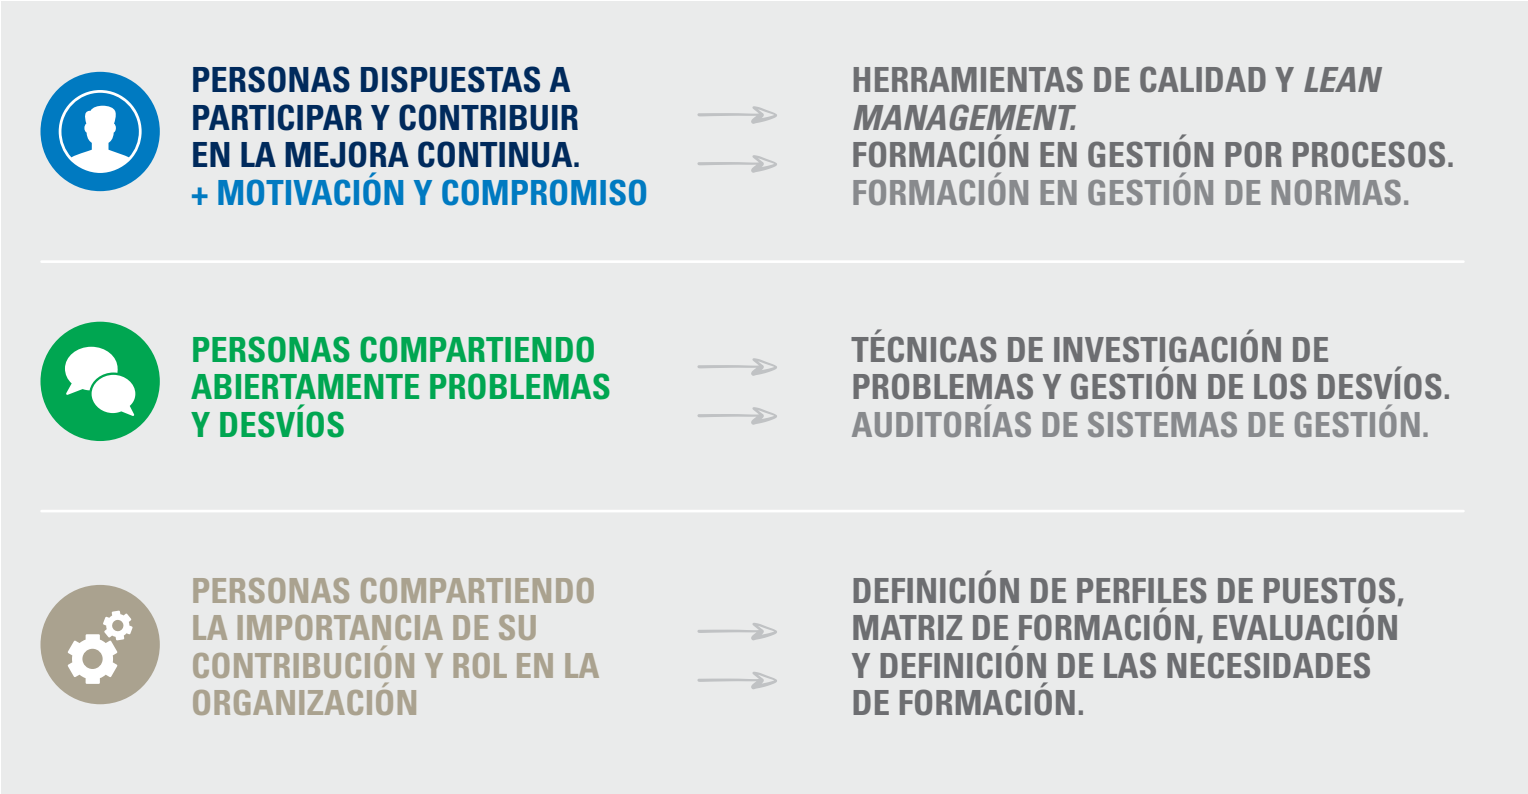 PERSONAS DISPUESTAS A
PARTICIPAR Y CONTRIBUIR
EN LA MEJORA CONTINUA.
+ MOTIVACIÓN Y COMPROMISO
HERRAMIENTAS DE CALIDAD Y LEAN
MANAGEMENT.
FORMACIÓN EN GESTIÓN POR PROCESOS.
FORMACIÓN EN GESTIÓN DE NORMAS.
PERSONAS COMPARTIENDO
ABIERTAMENTE PROBLEMAS
Y DESVÍOS
TÉCNICAS DE INVESTIGACIÓN DE
PROBLEMAS Y GESTIÓN DE LOS DESVÍOS.
AUDITORÍAS DE SISTEMAS DE GESTIÓN.
PERSONAS COMPARTIENDO
LA IMPORTANCIA DE SU
CONTRIBUCIÓN Y ROL EN LA
ORGANIZACIÓN
DEFINICIÓN DE PERFILES DE PUESTOS,
MATRIZ DE FORMACIÓN, EVALUACIÓN
Y DEFINICIÓN DE LAS NECESIDADES
DE FORMACIÓN.